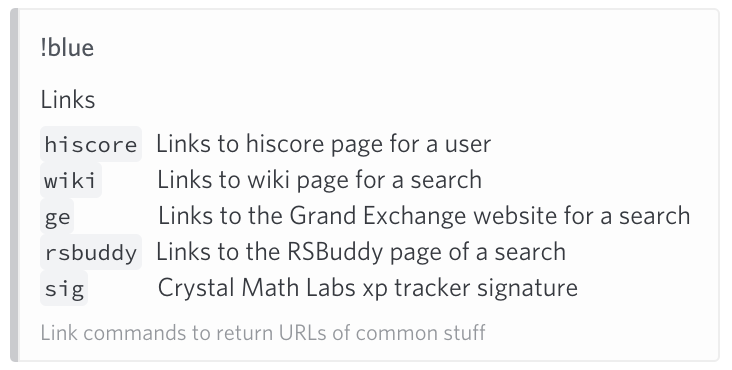 !blue
Links
hiscore Links to hiscore page for a user
wiki Links to wiki page for a search
ge Links to the Grand Exchange website for a search
rsbuddy Links to the RSBuddy page of a search
sig Crystal Math Labs xp tracker signature
Link commands to return URLs of common stuff